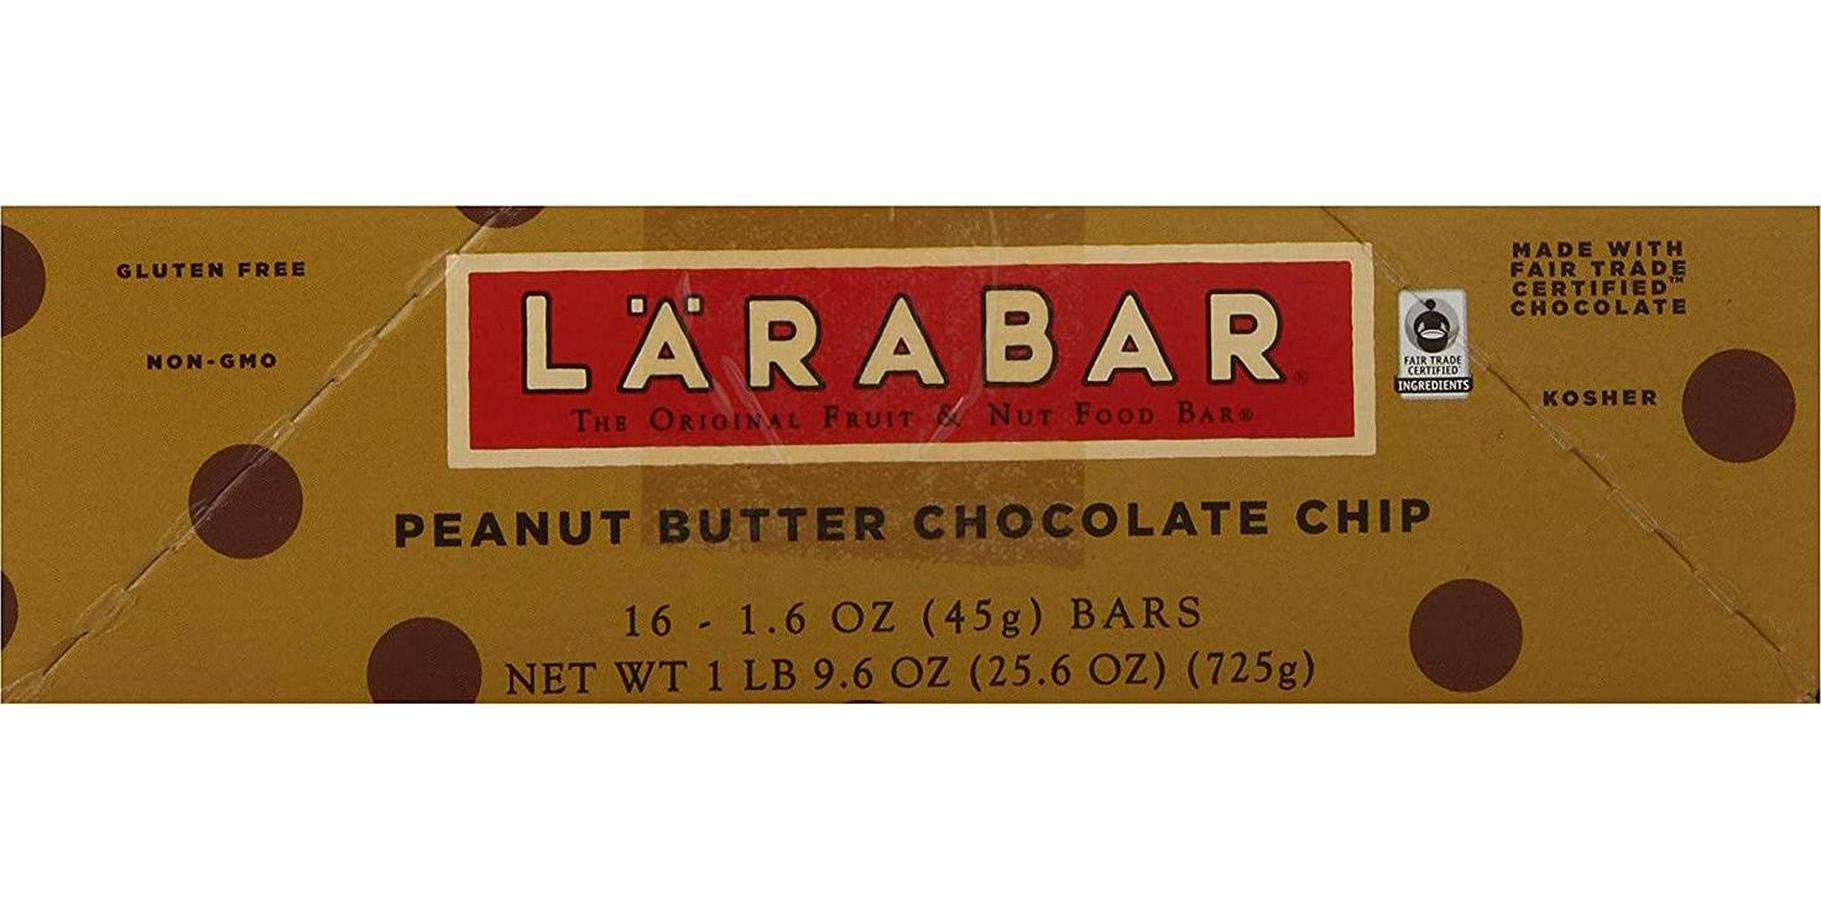 GLUTEN FREE
NON-GMO
LÄRABAR®
THE ORIGINAL FRUIT & NUT FOOD BAR®
FAIR TRADE
CERTIFIED
INGREDIENTS
MADE WITH
FAIR TRADE
CERTIFIED™
CHOCOLATE
KOSHER
PEANUT BUTTER CHOCOLATE CHIP
16 - 1.6 OZ (45g) BARS
NET WT 1 LB 9.6 OZ (25.6 OZ) (725g)